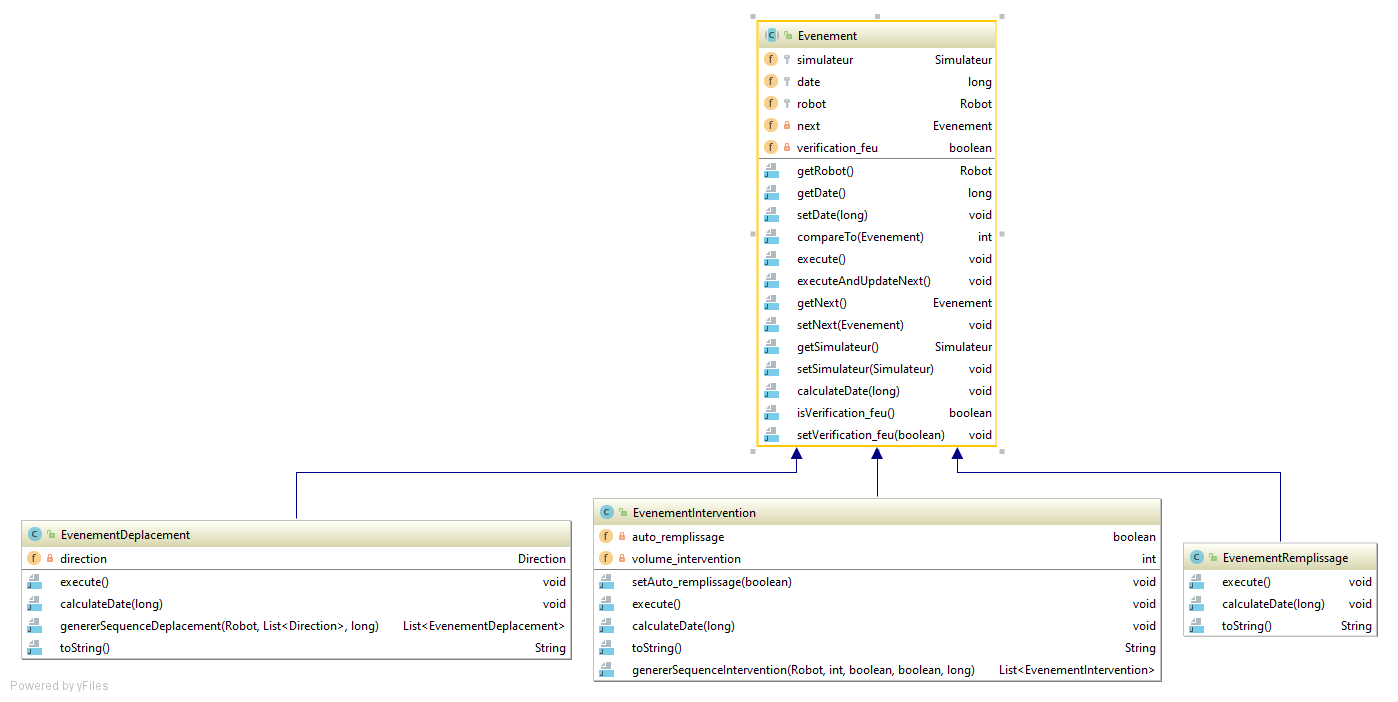 Evenement
simulateur Simulateur
date long
robot Robot
next Evenement
verification_feu boolean
getRobot() Robot
getDate() long
setDate(long) void
compareTo(Evenement) int
execute() void
executeAndUpdateNext() void
getNext() Evenement
setNext(Evenement) void
getSimulateur() Simulateur
setSimulateur(Simulateur) void
calculateDate(long) void
isVerification_feu() boolean
setVerification_feu(boolean) void
EvenementDeplacement
direction Direction
execute() void
calculateDate(long) void
genererSequenceDeplacement(Robot, List<Direction>, long) List<EvenementDeplacement>
toString() String
EvenementIntervention
auto_remplissage boolean
volume_intervention int
setAuto_remplissage(boolean) void
execute() void
calculateDate(long) void
toString() String
genererSequenceIntervention(Robot, int, boolean, boolean, long) List<EvenementIntervention>
EvenementRemplissage
execute() void
calculateDate(long) void
toString() String
Powered by yFiles